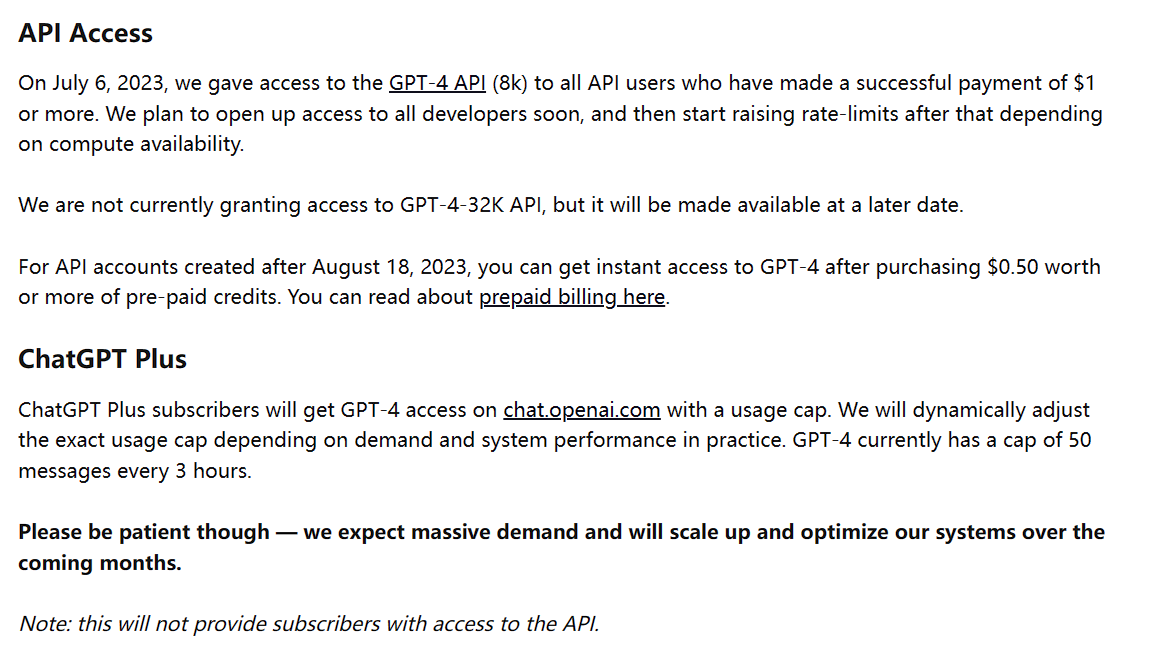 API Access
On July 6, 2023, we gave access to the GPT-4 API (8k) to all API users who have made a successful payment of $1
or more. We plan to open up access to all developers soon, and then start raising rate-limits after that depending
on compute availability.
We are not currently granting access to GPT-4-32K API, but it will be made available at a later date.
For API accounts created after August 18, 2023, you can get instant access to GPT-4 after purchasing $0.50 worth
or more of pre-paid credits. You can read about prepaid billing here.
ChatGPT Plus
ChatGPT Plus subscribers will get GPT-4 access on chat.openai.com with a usage cap. We will dynamically adjust
the exact usage cap depending on demand and system performance in practice. GPT-4 currently has a cap of 50
messages every 3 hours.
Please be patient though — we expect massive demand and will scale up and optimize our systems over the
coming months.
Note: this will not provide subscribers with access to the API.